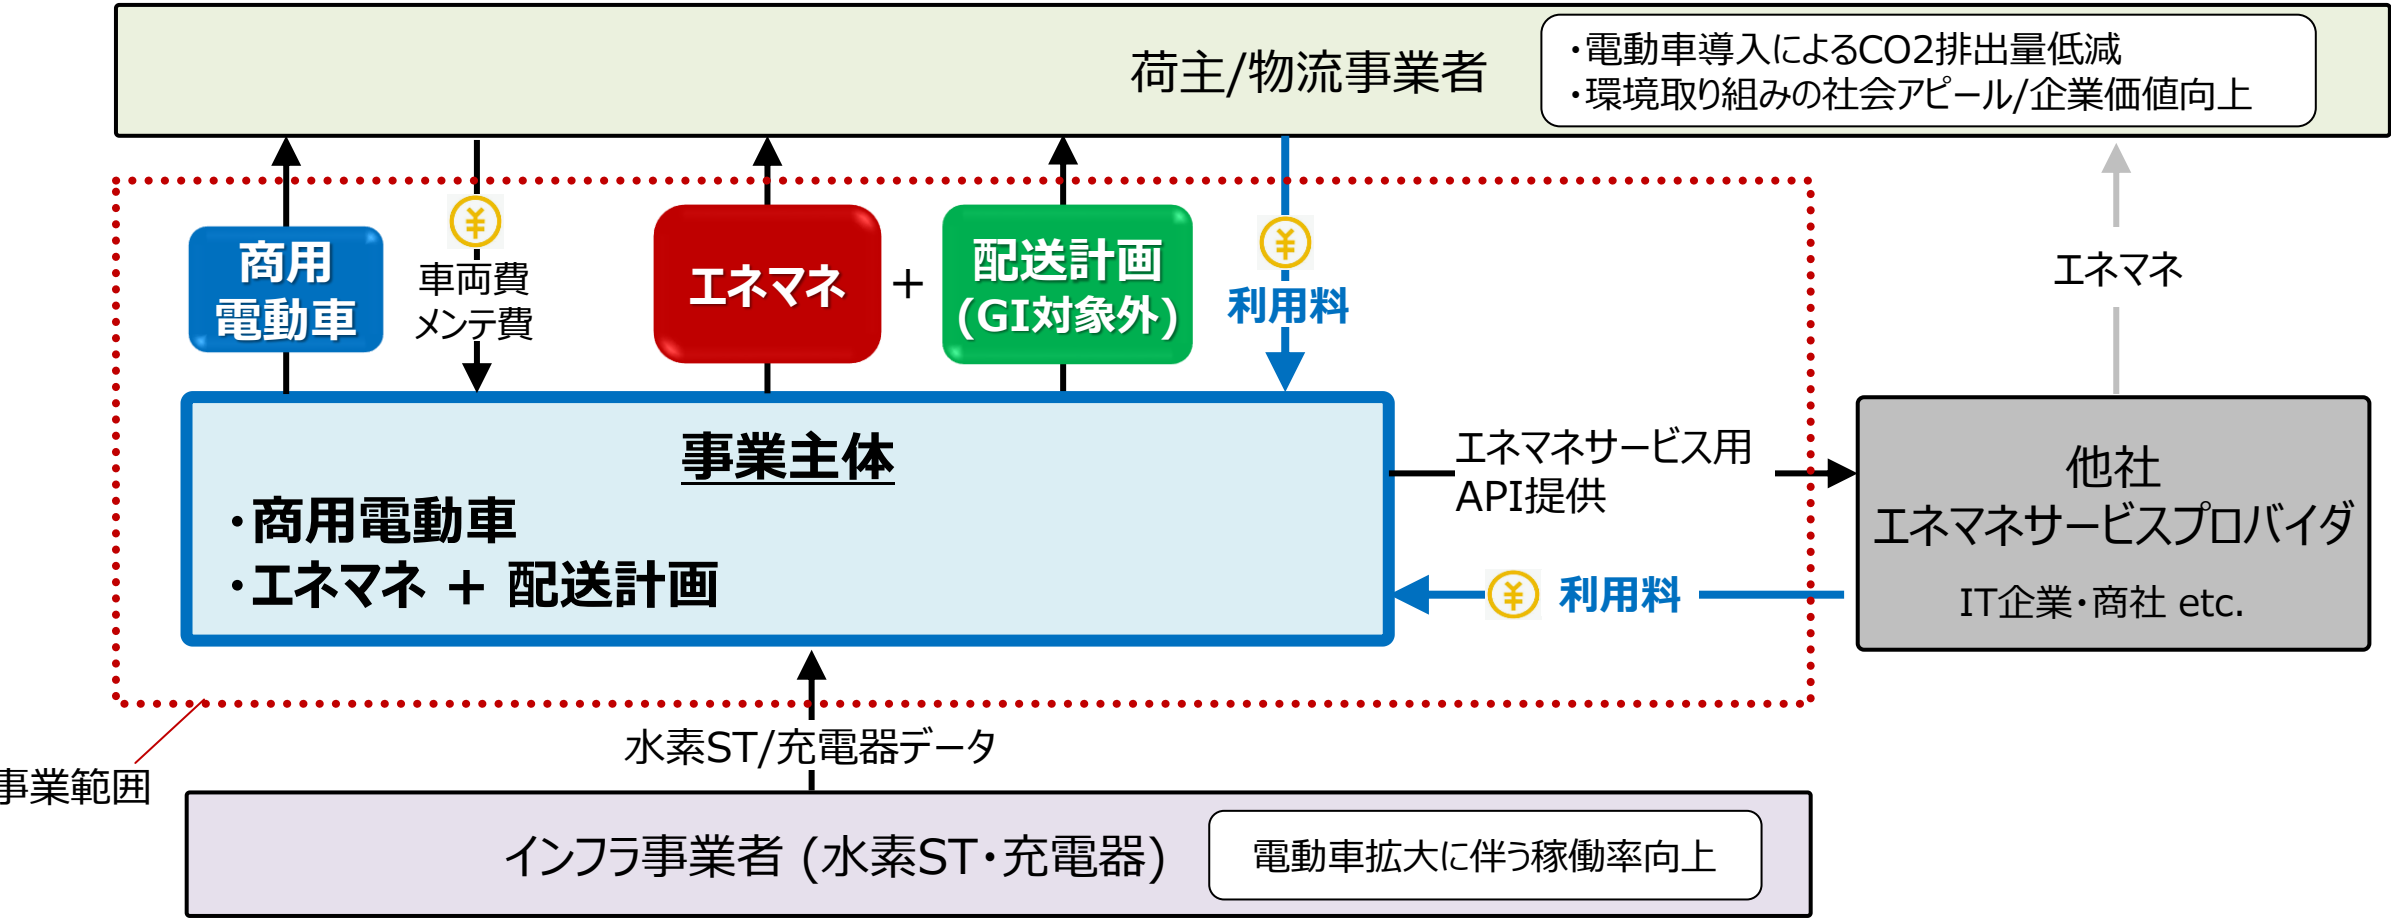 荷主/物流事業者
・電動車導入によるCO2排出量低減
・環境取り組みの社会アピール/企業価値向上
商用
電動車
¥
車両費
メンテ費
エネマネ
+
配送計画
(GI対象外)
¥
利用料
エネマネ
事業主体
・商用電動車
・エネマネ + 配送計画
エネマネサービス用
API提供
¥ 利用料
他社
エネマネサービスプロバイダ
IT企業・商社 etc.
水素ST/充電器データ
事業範囲
インフラ事業者 (水素ST・充電器)
電動車拡大に伴う稼働率向上